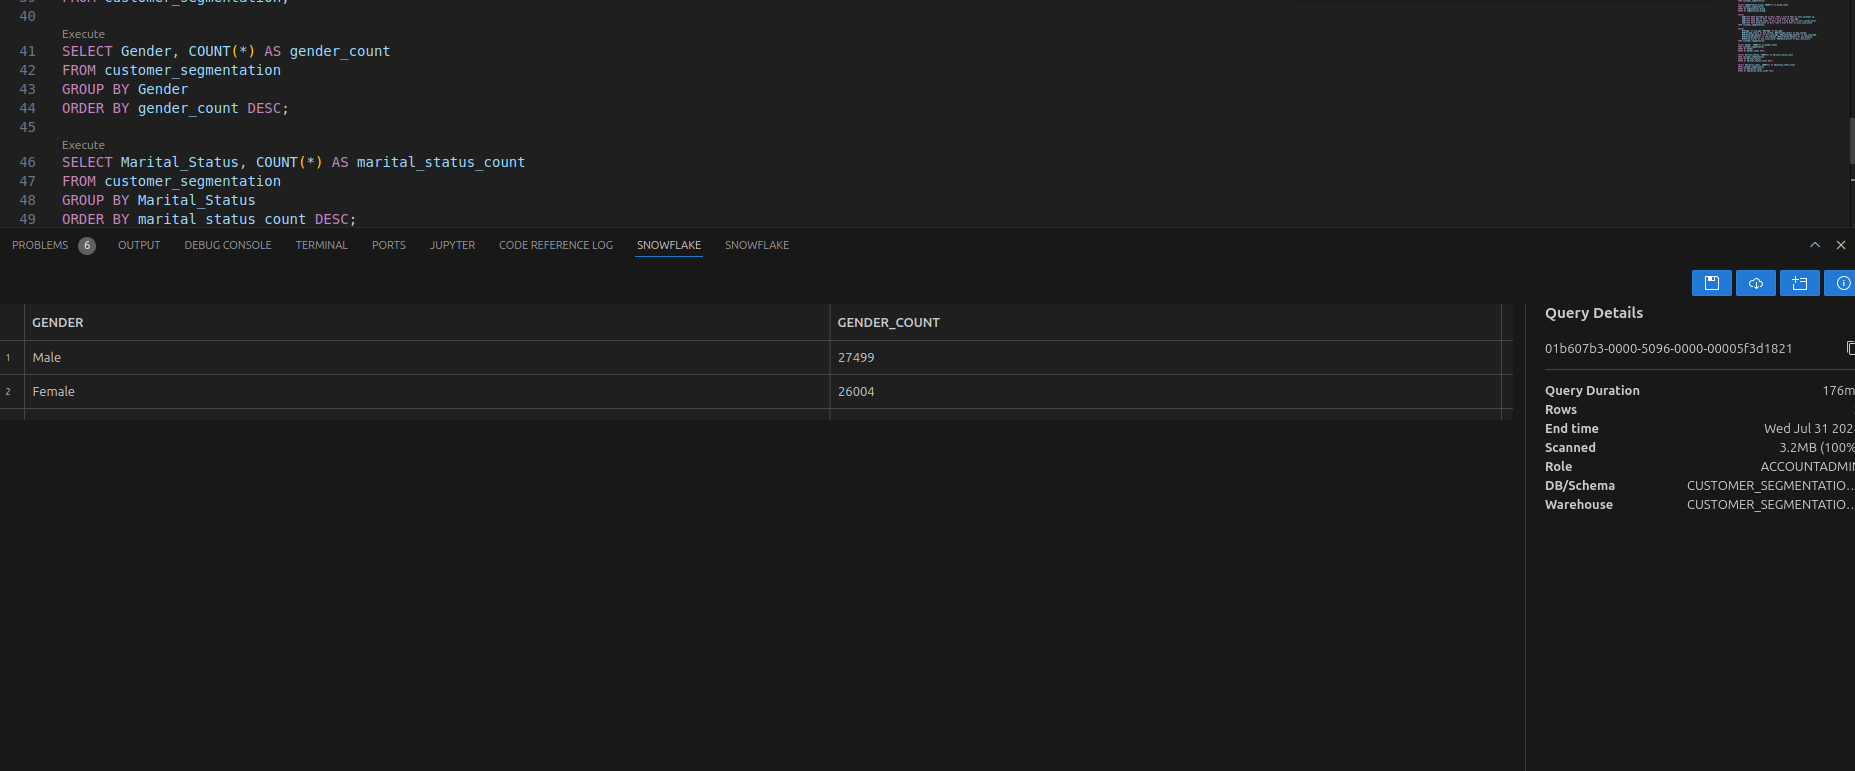 40
Execute
41 SELECT Gender, COUNT(*) AS gender_count
42 FROM customer_segmentation
43 GROUP BY Gender
44 ORDER BY gender_count DESC;
45
Execute
46 SELECT Marital_Status, COUNT(*) AS marital_status_count
47 FROM customer_segmentation
48 GROUP BY Marital_Status
49 ORDER BY marital_status_count DESC;
PROBLEMS 6 OUTPUT DEBUG CONSOLE TERMINAL PORTS JUPYTER CODE REFERENCE LOG SNOWFLAKE SNOWFLAKE
GENDER GENDER_COUNT
1 Male 27499
2 Female 26004
Query Details
01b607b3-0000-5096-0000-00005f3d1821
Query Duration 176m
Rows
End time Wed Jul 31 202
Scanned 3.2MB (100%
Role ACCOUNTADMI
DB/Schema CUSTOMER_SEGMENTATIO...
Warehouse CUSTOMER_SEGMENTATIO...